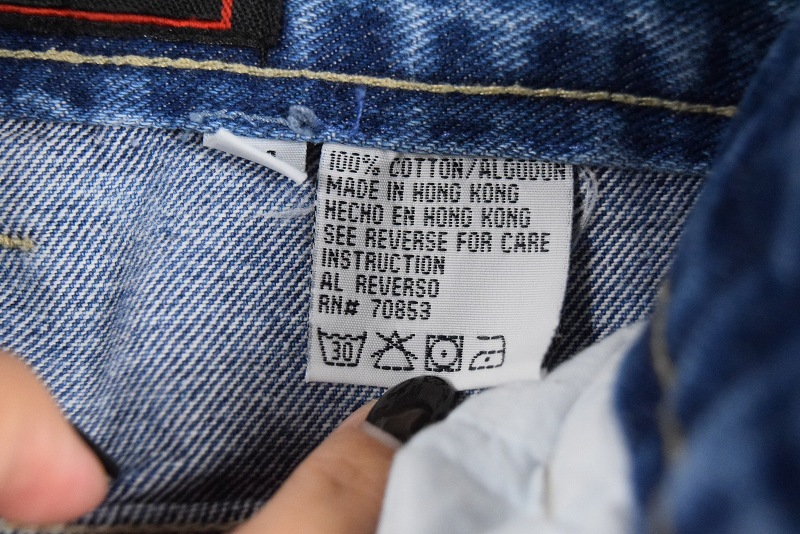 100% COTTON/ALGODON
MADE IN HONG KONG
HECHO EN HONG KONG
SEE REVERSE FOR CARE
INSTRUCTION
AL REVERSO
RN# 70853
30